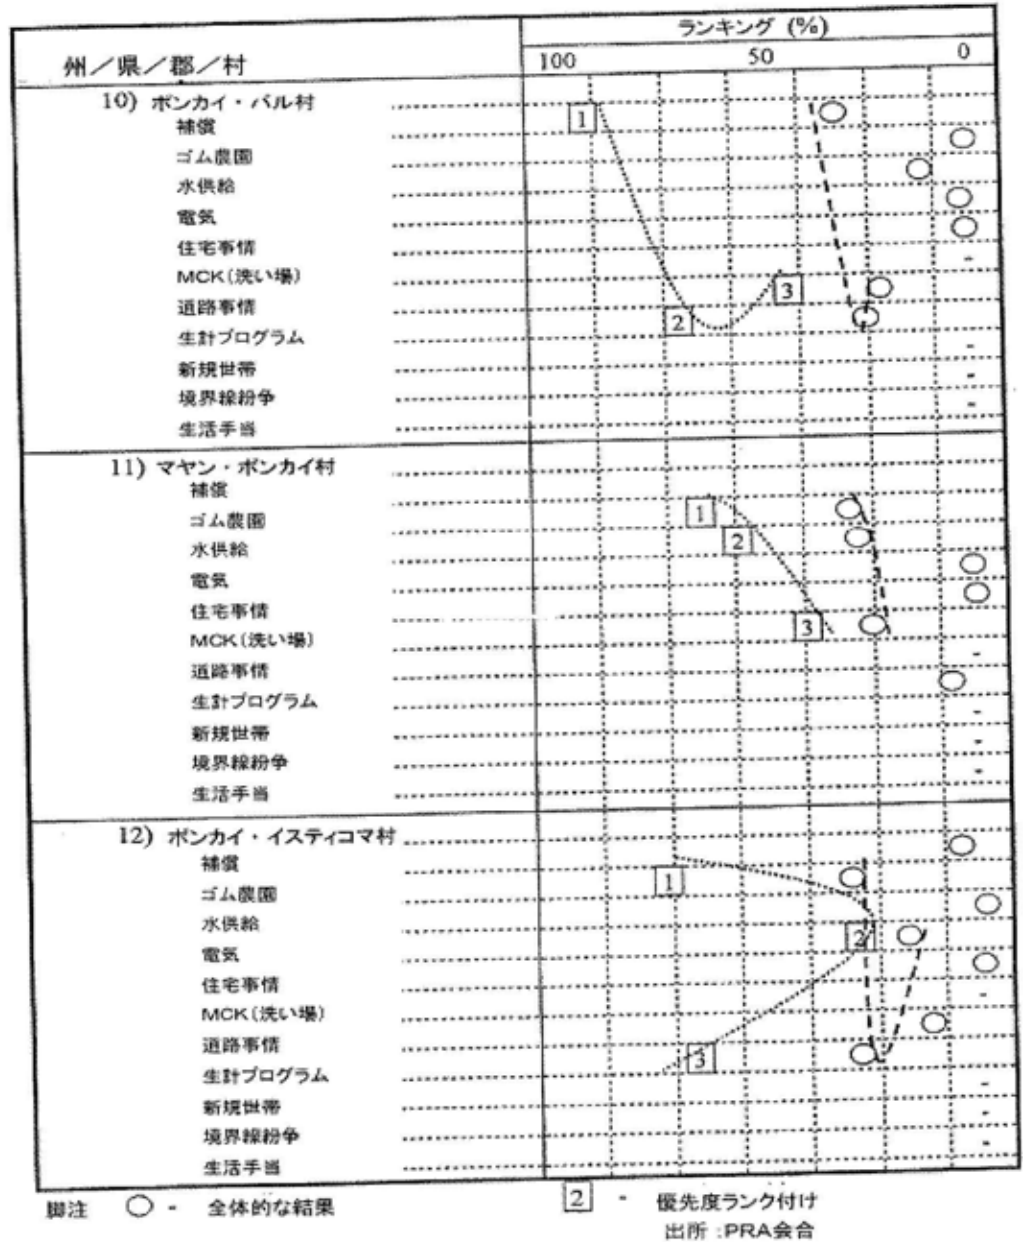 州／県／郡／村
ランキング (%)
100 50 0
10) ボンカイ・バル村
1
補償
ゴム農園
水供給
電気
住宅事情
-
MCK(洗い場)
3
道路事情
2
生計プログラム
-
新規世帯
-
境界線紛争
-
生活手当
11) マヤン・ボンカイ村
補償
1
ゴム農園
2
水供給
電気
住宅事情
3
MCK(洗い場)
-
道路事情
生計プログラム
-
新規世帯
-
境界線紛争
-
生活手当
12) ボンカイ・イスティコマ村
補償
1
ゴム農園
水供給
2
電気
住宅事情
-
MCK(洗い場)
道路事情
3
生計プログラム
-
新規世帯
-
境界線紛争
-
生活手当
脚注 ○ - 全体的な結果
2 - 優先度ランク付け
出所:PRA会合